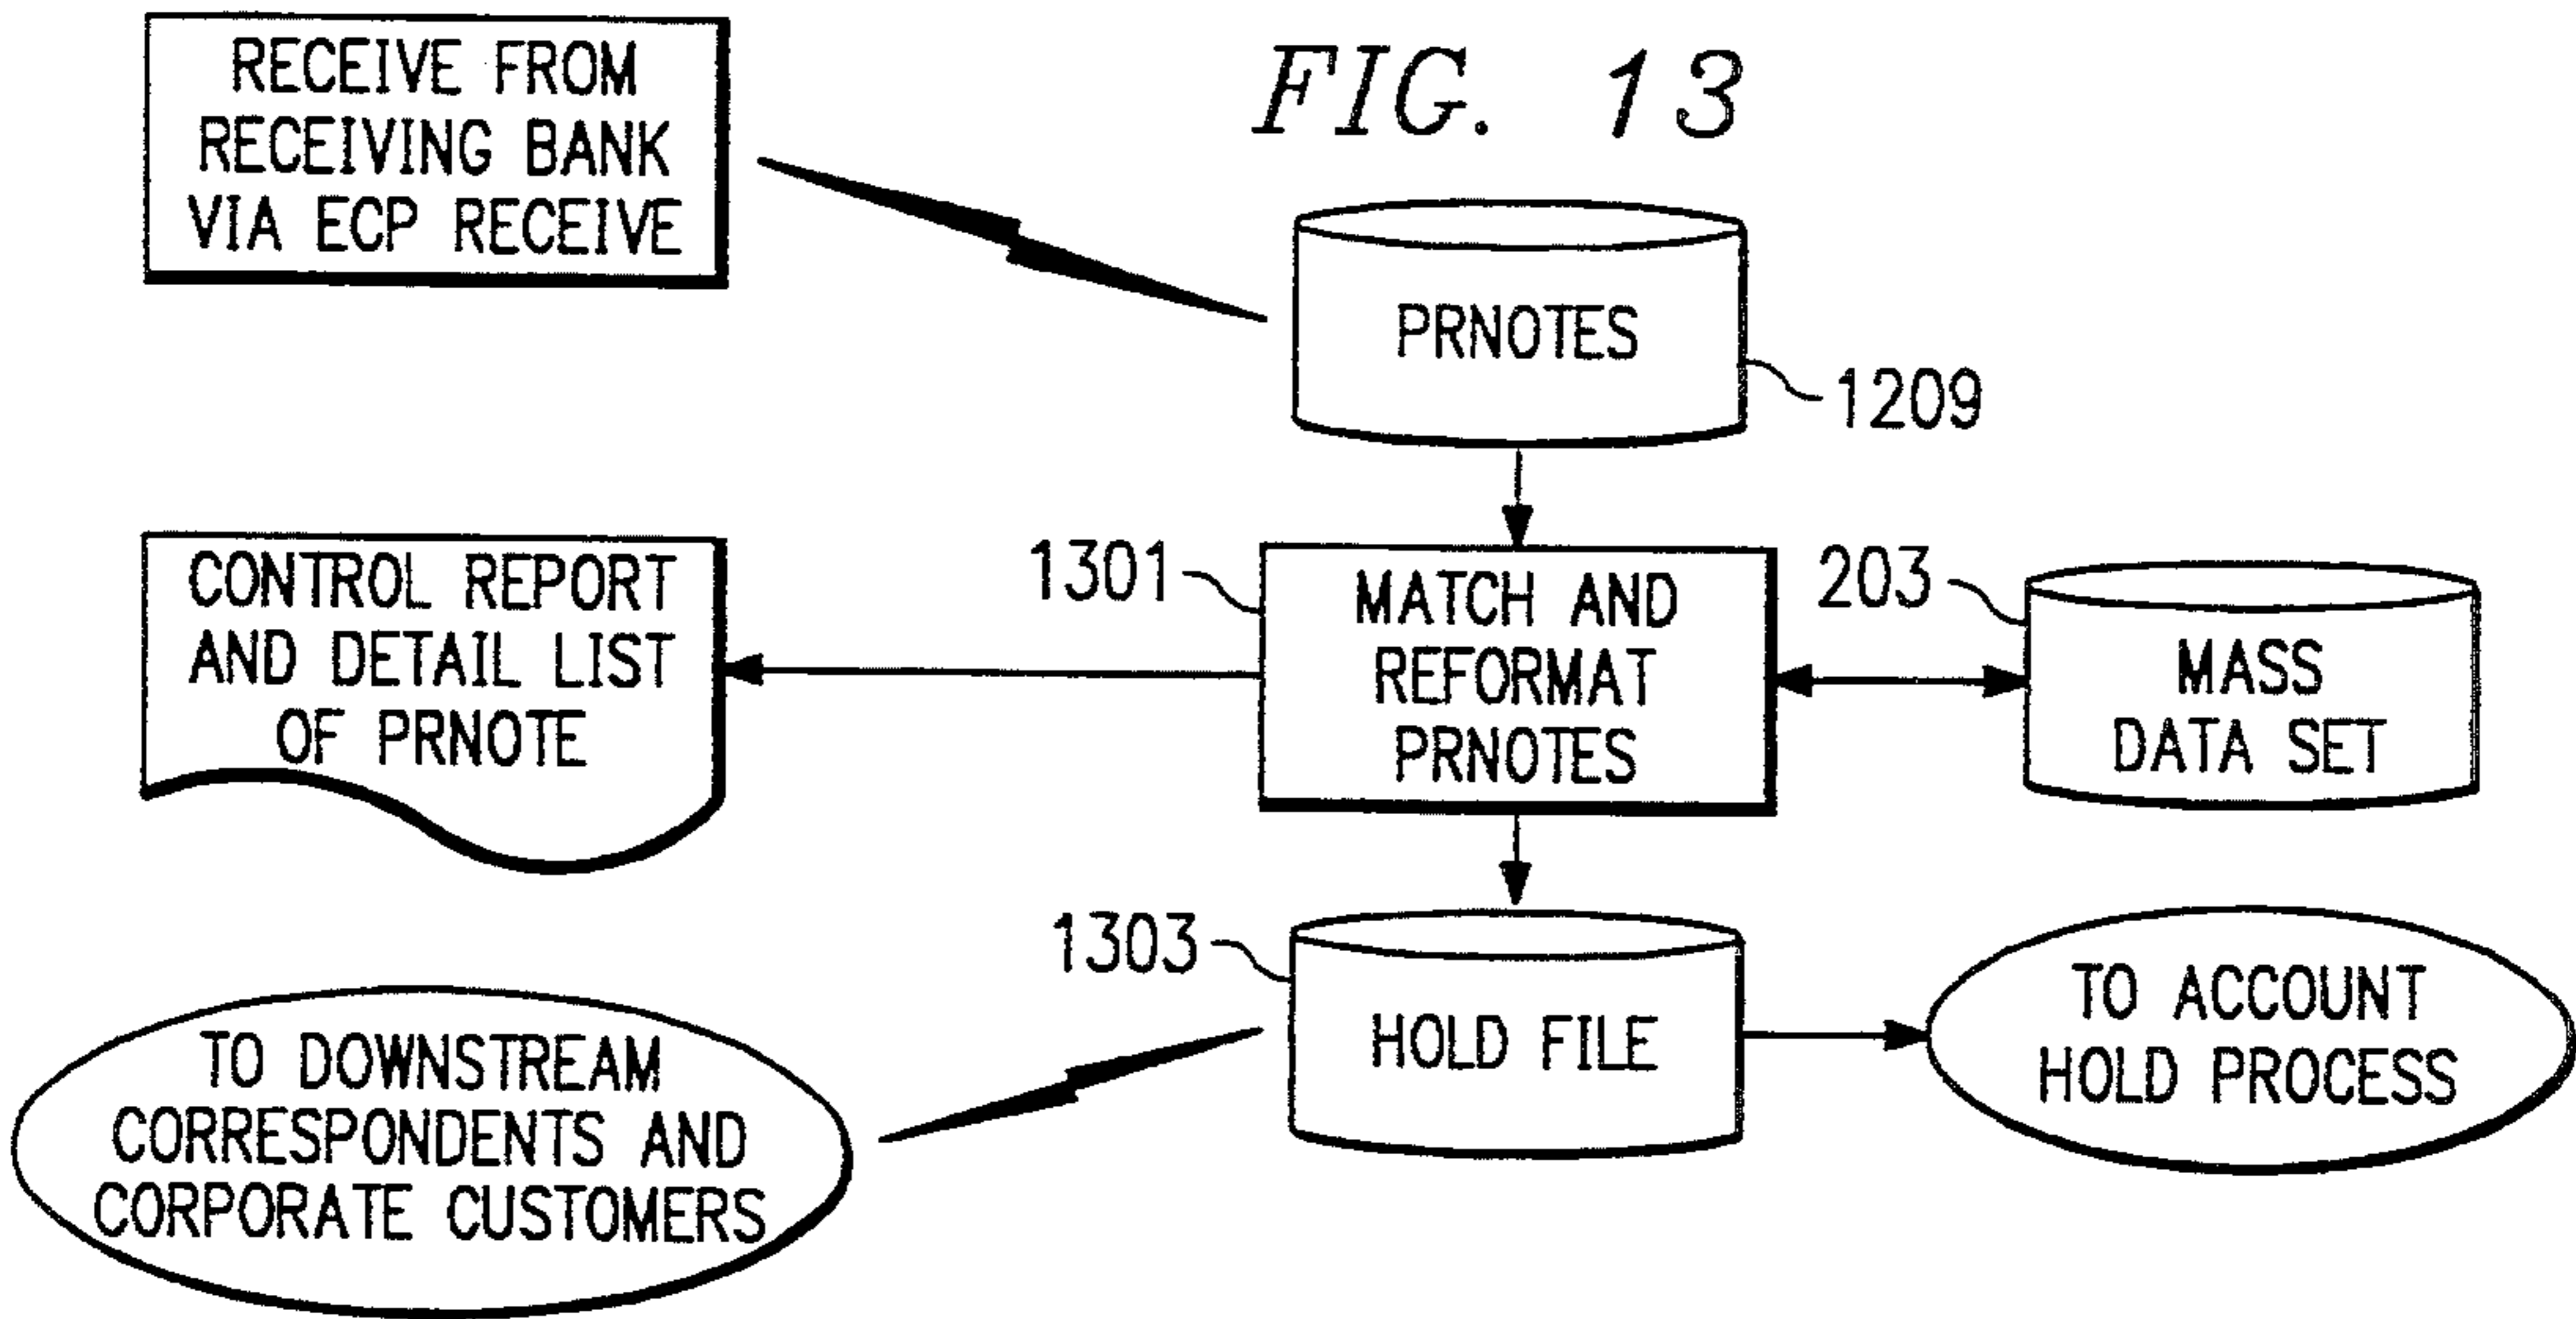 RECEIVE FROM
RECEIVING BANK
VIA ECP RECEIVE
FIG. 13
PRNOTES
1209
CONTROL REPORT
AND DETAIL LIST
OF PRNOTE
1301
MATCH AND
REFORMAT
PRNOTES
203
MASS
DATA SET
TO DOWNSTREAM
CORRESPONDENTS AND
CORPORATE CUSTOMERS
1303
HOLD FILE
TO ACCOUNT
HOLD PROCESS